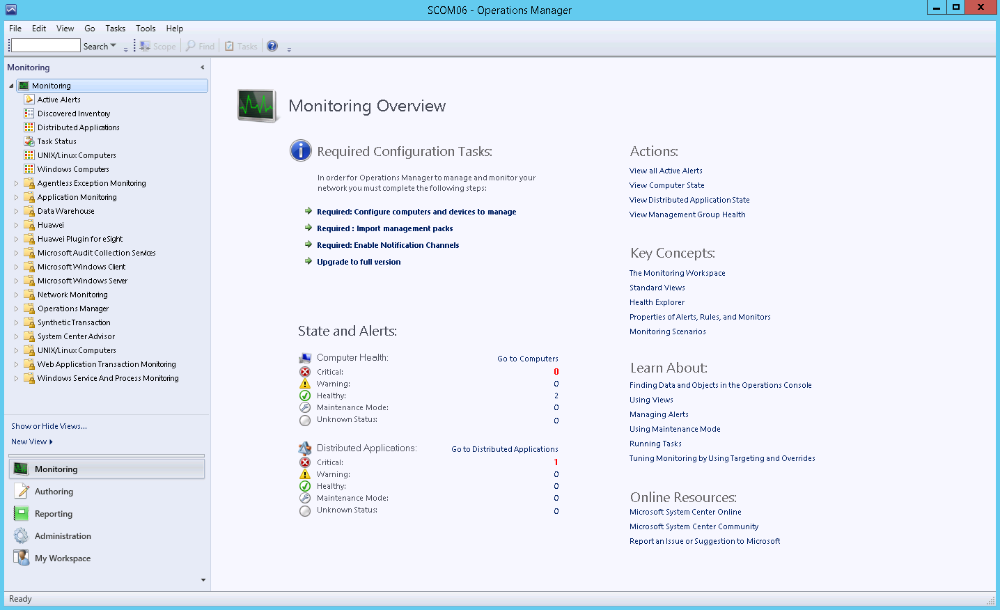 SCOM06 - Operations Manager
File Edit View Go Tasks Tools Help
Search Scope Find Tasks
Monitoring
Monitoring
Active Alerts
Discovered Inventory
Distributed Applications
Task Status
UNIX/Linux Computers
Windows Computers
Agentless Exception Monitoring
Application Monitoring
Data Warehouse
Huawei
Huawei Plugin for eSight
Microsoft Audit Collection Services
Microsoft Windows Client
Microsoft Windows Server
Network Monitoring
Operations Manager
Synthetic Transaction
System Center Advisor
UNIX/Linux Computers
Web Application Transaction Monitoring
Windows Service And Process Monitoring
Show or Hide Views...
New View
Monitoring
Authoring
Reporting
Administration
My Workspace
Monitoring Overview
Required Configuration Tasks:
In order for Operations Manager to manage and monitor your
network you must complete the following steps:
Required: Configure computers and devices to manage
Required : Import management packs
Required: Enable Notification Channels
Upgrade to full version
State and Alerts:
Computer Health: Go to Computers
Critical: 0
Warning: 0
Healthy: 2
Maintenance Mode: 0
Unknown Status: 0
Distributed Applications: Go to Distributed Applications
Critical: 1
Warning: 0
Healthy: 0
Maintenance Mode: 0
Unknown Status: 0
Actions:
View all Active Alerts
View Computer State
View Distributed Application State
View Management Group Health
Key Concepts:
The Monitoring Workspace
Standard Views
Health Explorer
Properties of Alerts, Rules, and Monitors
Monitoring Scenarios
Learn About:
Finding Data and Objects in the Operations Console
Using Views
Managing Alerts
Using Maintenance Mode
Running Tasks
Tuning Monitoring by Using Targeting and Overrides
Online Resources:
Microsoft System Center Online
Microsoft System Center Community
Report an Issue or Suggestion to Microsoft
Ready